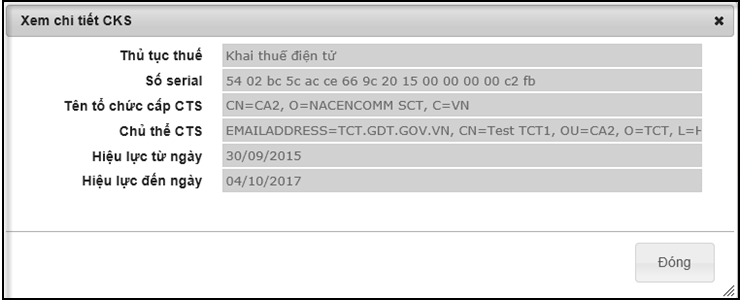 Xem chi tiết CKS
Thủ tục thuế Khai thuế điện tử
Số serial 54 02 bc 5c ac ce 66 9c 20 15 00 00 00 00 c2 fb
Tên tổ chức cấp CTS CN=CA2, O=NACENCOMM SCT, C=VN
Chủ thể CTS EMAILADDRESS=TCT.GDT.GOV.VN, CN=Test TCT1, OU=CA2, O=TCT, L=H
Hiệu lực từ ngày 30/09/2015
Hiệu lực đến ngày 04/10/2017
Đóng